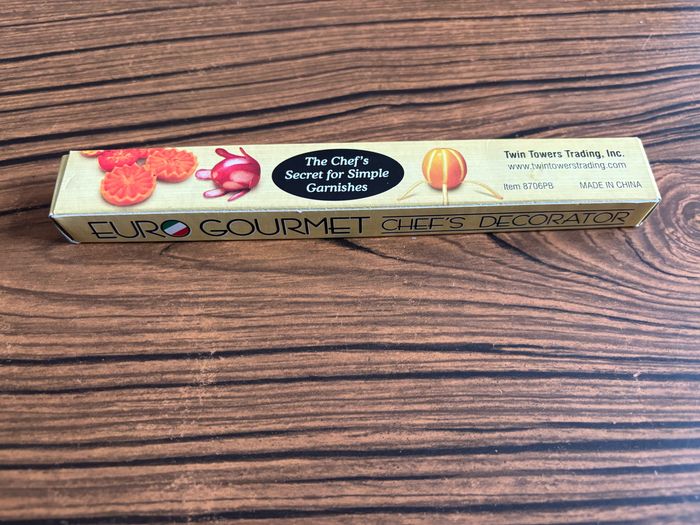 The Chef's
Secret for Simple
Garnishes
Twin Towers Trading, Inc.
www.twintowerstrading.com
Item 8706PB MADE IN CHINA
EURO GOURMET CHEF'S DECORATOR